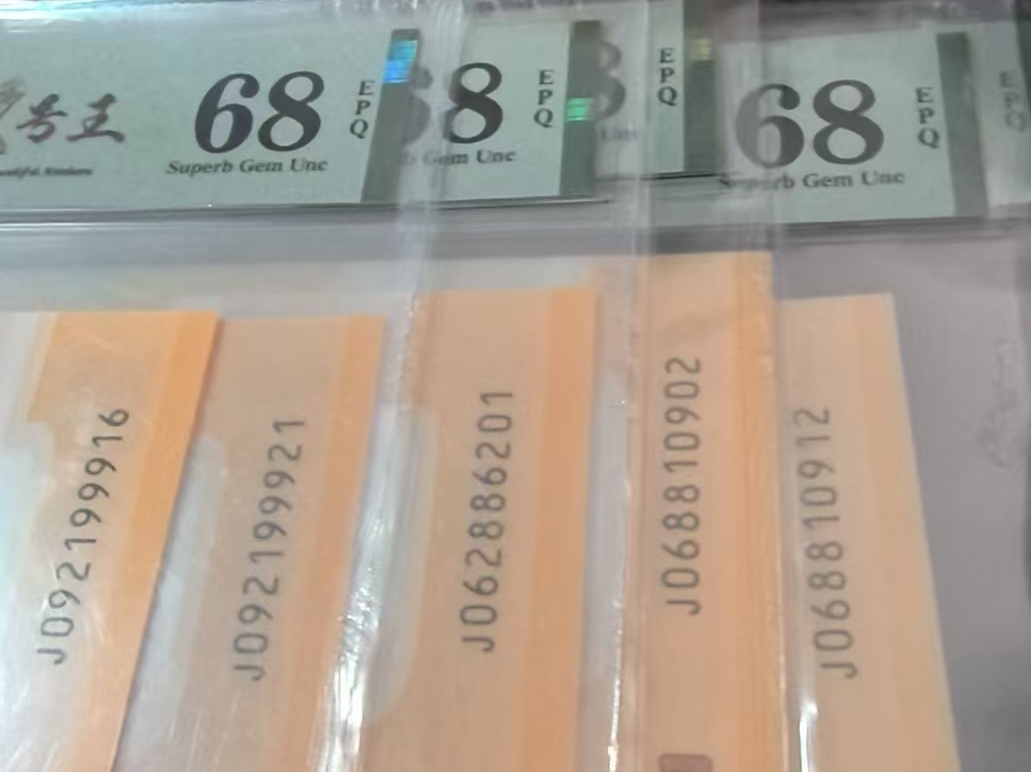 号王
68
EPQ
Superb Gem Unc
8
EPQ
Gem Unc
EPQ
68
EPQ
Superb Gem Unc
EPQ
J092199916
J092199921
J062886201
J068810902
J068810912